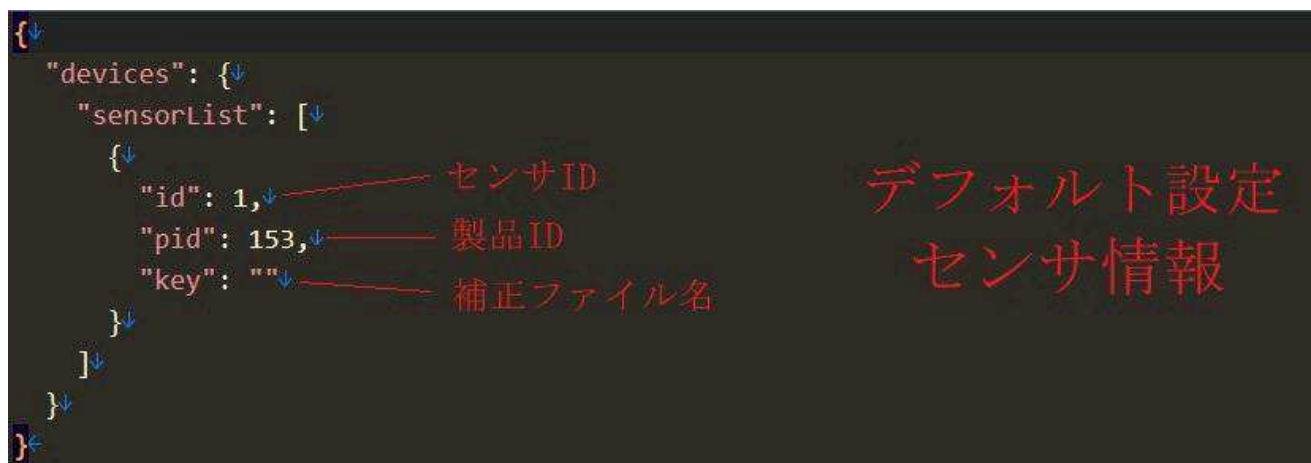 {↓
"devices": {↓
"sensorList": [↓
{↓
"id": 1,↓ センサID
"pid": 153,↓ 製品ID
"key": ""↓ 補正ファイル名
}↓
]↓
}↓
}←
デフォルト設定
センサ情報